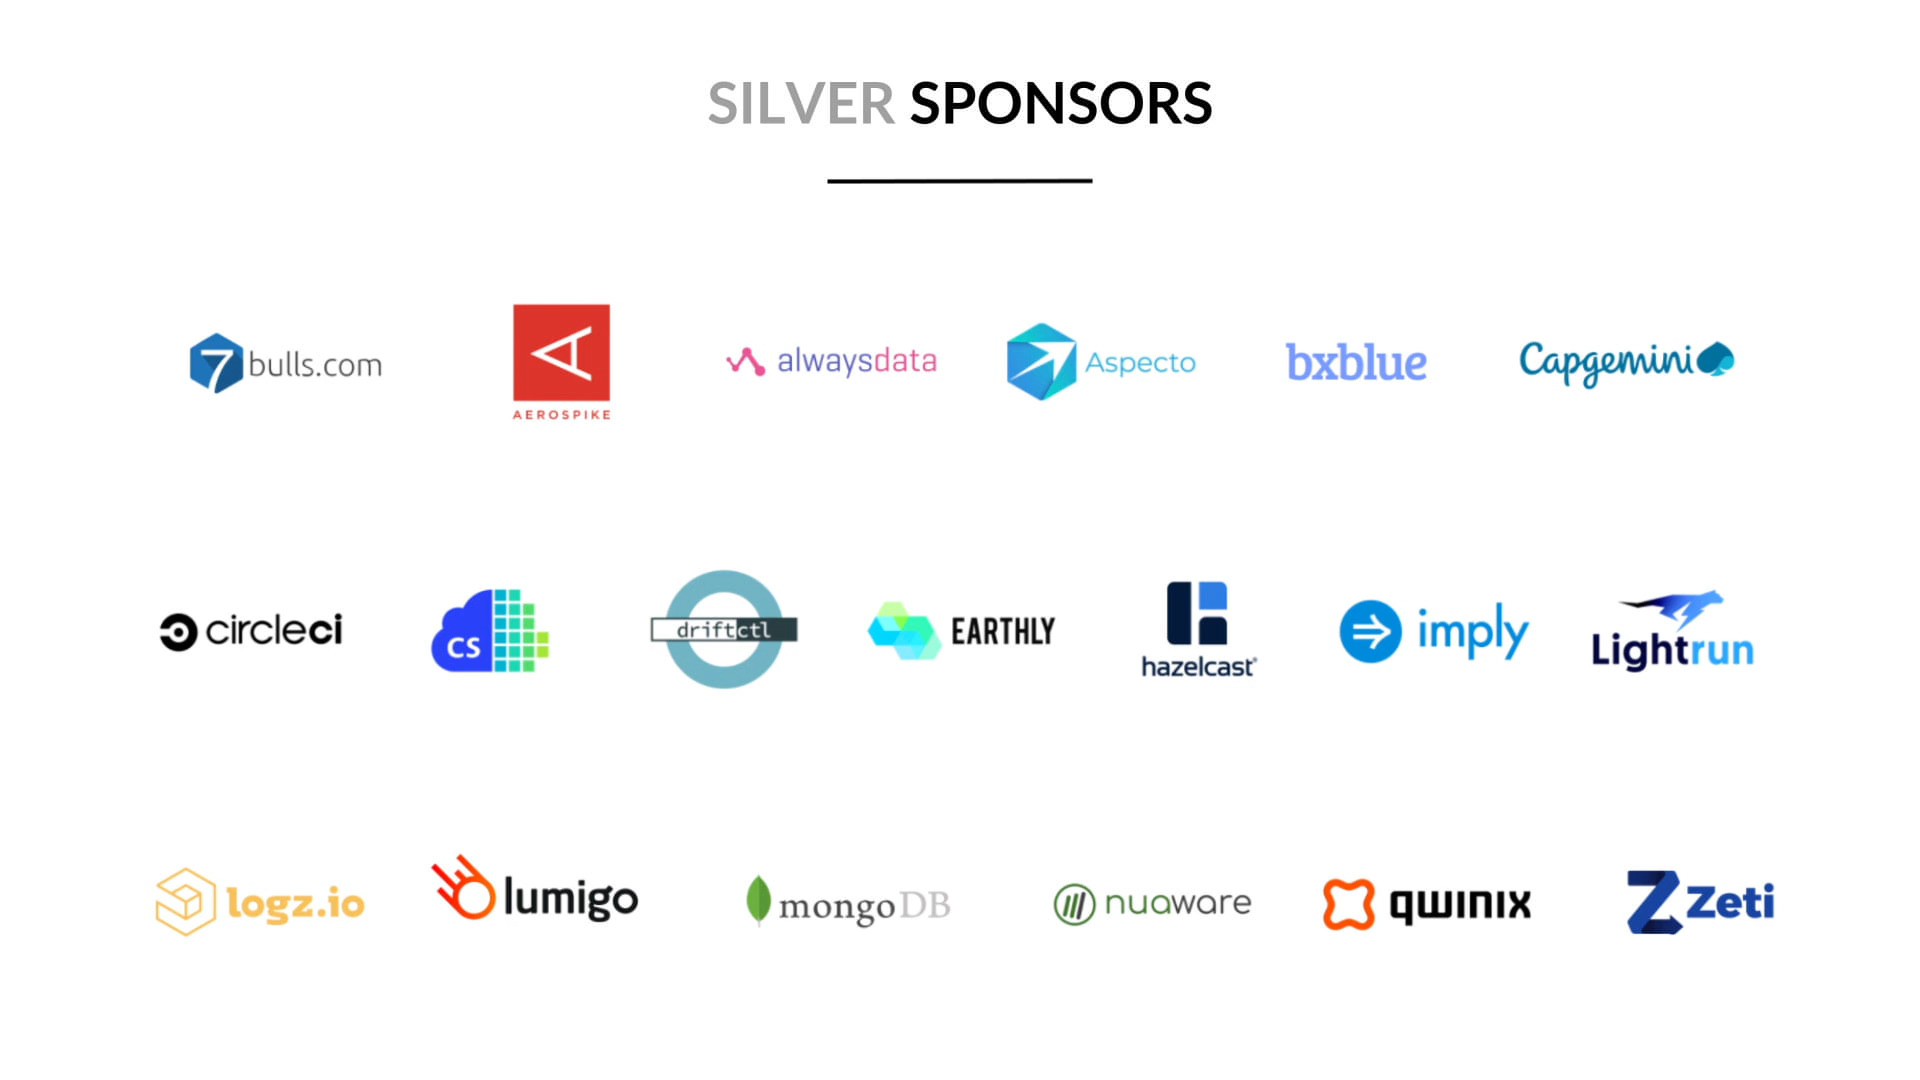 SILVER SPONSORS
7bulls.com
AEROSPIKE
alwaysdata
Aspecto
bxblue
Capgemini
circleci
CS
driftctl
EARTHLY
hazelcast
imply
Lightrun
logz.io
lumigo
mongoDB
nuaware
qwinix
Zeti